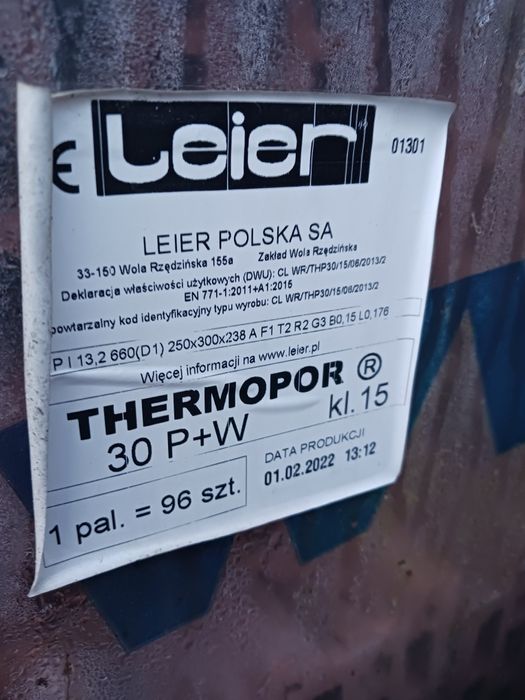 Leier
01301
CE
LEIER POLSKA SA
33-150 Wola Rzędzińska 155a Zakład Wola Rzędzińska
Deklaracja właściwości użytkowych (DWU): CL WR/THP30/15/06/2013/2
EN 771-1:2011+A1:2015
powtarzalny kod identyfikacyjny typu wyrobu: CL WR/THP30/15/06/2013/2
P I 13,2 660(D1) 250x300x238 A F1 T2 R2 G3 B0,15 L0,176
Więcej informacji na www.leier.pl
THERMOPOR ®
30 P+W kl. 15
1 pal. = 96 szt.
DATA PRODUKCJI
01.02.2022 13:12